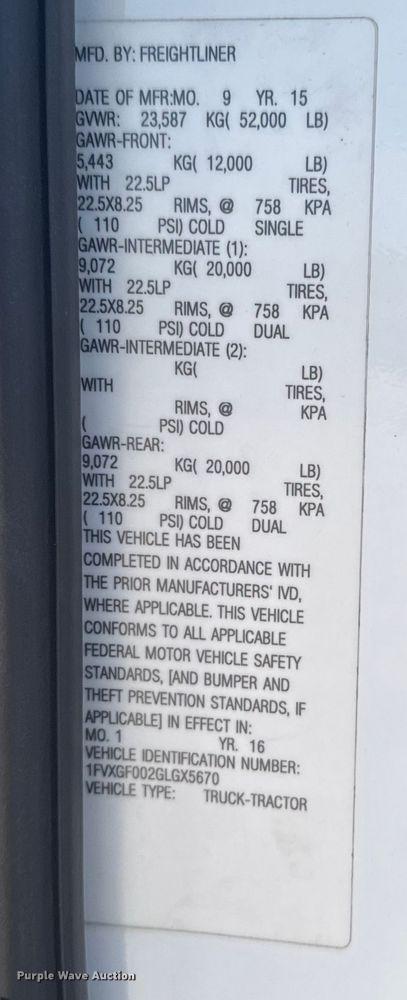 MFD. BY: FREIGHTLINER
DATE OF MFR:MO. 9 YR. 15
GVWR: 23,587 KG( 52,000 LB)
GAWR-FRONT:
5,443 KG( 12,000 LB)
WITH 22.5LP TIRES,
22.5X8.25 RIMS, @ 758 KPA
( 110 PSI) COLD SINGLE
GAWR-INTERMEDIATE (1):
9,072 KG( 20,000 LB)
WITH 22.5LP TIRES,
22.5X8.25 RIMS, @ 758 KPA
( 110 PSI) COLD DUAL
GAWR-INTERMEDIATE (2):
KG( LB)
WITH TIRES,
RIMS, @ KPA
( PSI) COLD
GAWR-REAR:
9,072 KG( 20,000 LB)
WITH 22.5LP TIRES,
22.5X8.25 RIMS, @ 758 KPA
( 110 PSI) COLD DUAL
THIS VEHICLE HAS BEEN
COMPLETED IN ACCORDANCE WITH
THE PRIOR MANUFACTURERS' IVD,
WHERE APPLICABLE. THIS VEHICLE
CONFORMS TO ALL APPLICABLE
FEDERAL MOTOR VEHICLE SAFETY
STANDARDS, [AND BUMPER AND
THEFT PREVENTION STANDARDS, IF
APPLICABLE] IN EFFECT IN:
MO. 1 YR. 16
VEHICLE IDENTIFICATION NUMBER:
1FVXGF002GLGX5670
VEHICLE TYPE: TRUCK-TRACTOR
Purple Wave Auction